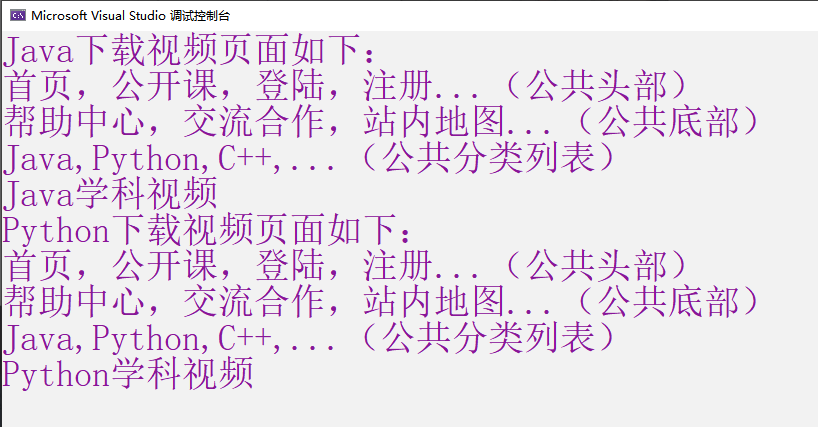 Microsoft Visual Studio 调试控制台
Java下载视频页面如下：
首页，公开课，登陆，注册...（公共头部）
帮助中心，交流合作，站内地图...（公共底部）
Java,Python,C++,...（公共分类列表）
Java学科视频
Python下载视频页面如下：
首页，公开课，登陆，注册...（公共头部）
帮助中心，交流合作，站内地图...（公共底部）
Java,Python,C++,...（公共分类列表）
Python学科视频